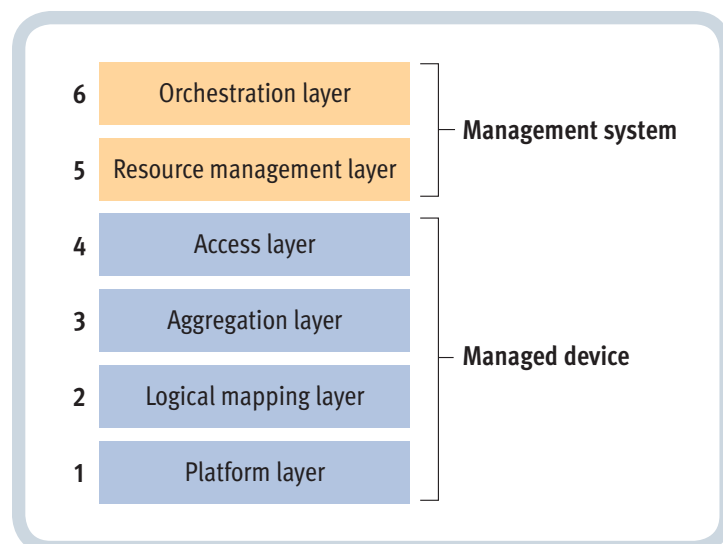 6 Orchestration layer
Management system
5 Resource management layer
4 Access layer
3 Aggregation layer
Managed device
2 Logical mapping layer
1 Platform layer